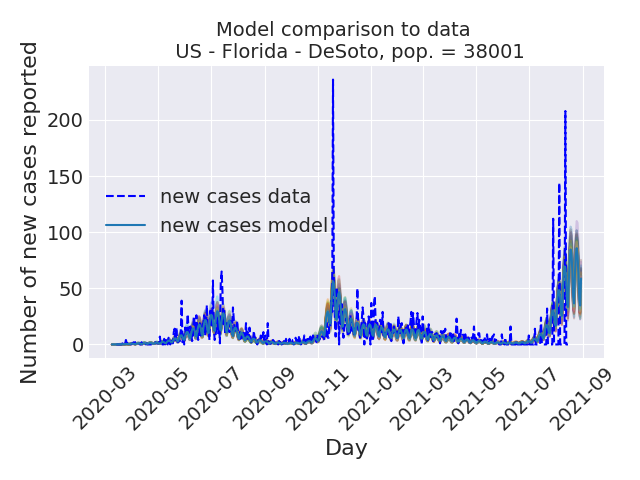 Model comparison to data
US - Florida - DeSoto, pop. = 38001
Number of new cases reported
200
150
100
50
0
new cases data
new cases model
2020-03
2020-05
2020-07
2020-09
2020-11
2021-01
2021-03
2021-05
2021-07
2021-09
Day